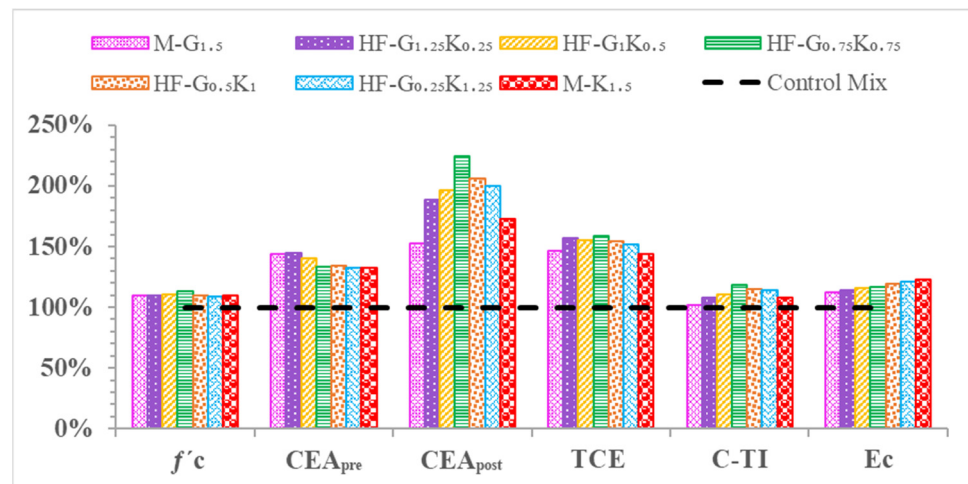 M-G₁.₅ HF-G₁.₂₅K₀.₂₅ HF-G₁K₀.₅ HF-G₀.₇₅K₀.₇₅
HF-G₀.₅K₁ HF-G₀.₂₅K₁.₂₅ M-K₁.₅ Control Mix
250%
200%
150%
100%
50%
0%
f′c CEApre CEApost TCE C-TI Ec